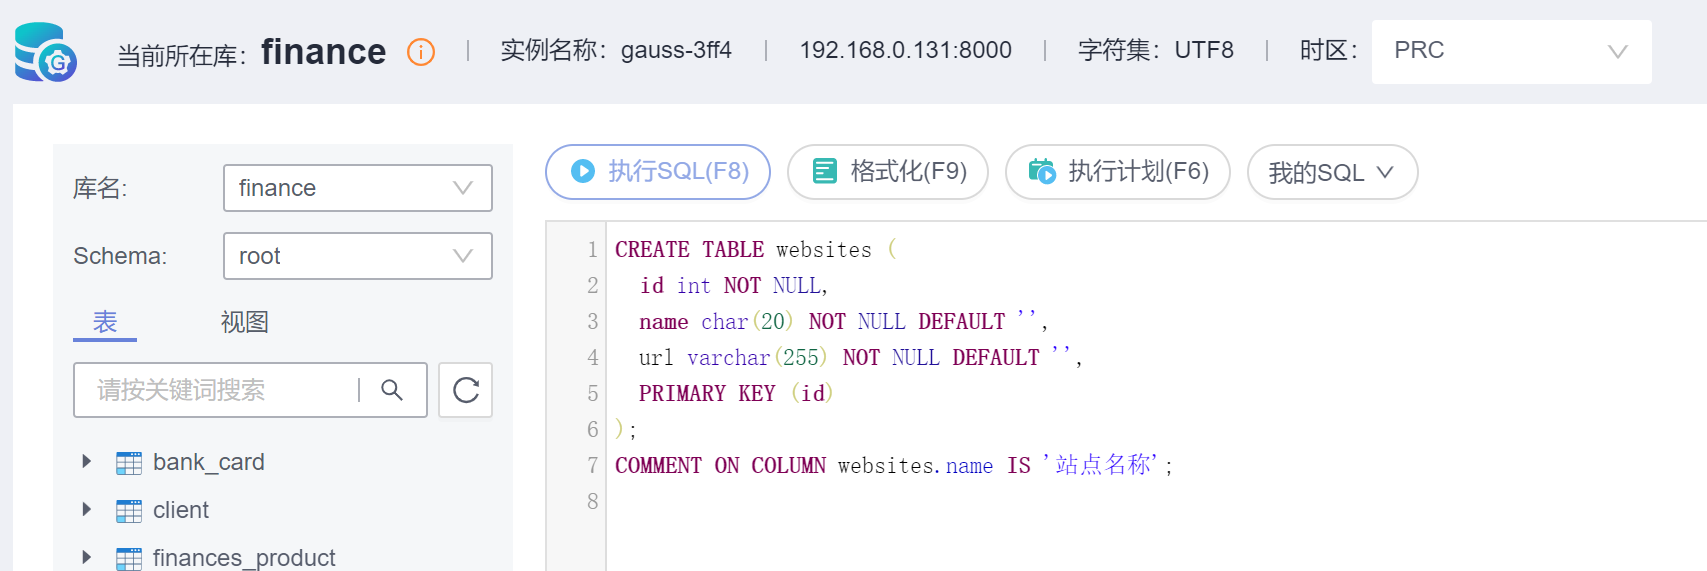 当前所在库: finance | 实例名称: gauss-3ff4 | 192.168.0.131:8000 | 字符集: UTF8 | 时区: PRC
库名: finance
Schema: root
表 视图
请按关键词搜索
bank_card
client
finances_product
执行SQL(F8) 格式化(F9) 执行计划(F6) 我的SQL
1 CREATE TABLE websites (
2 id int NOT NULL,
3 name char(20) NOT NULL DEFAULT '',
4 url varchar(255) NOT NULL DEFAULT '',
5 PRIMARY KEY (id)
6 );
7 COMMENT ON COLUMN websites.name IS '站点名称';
8